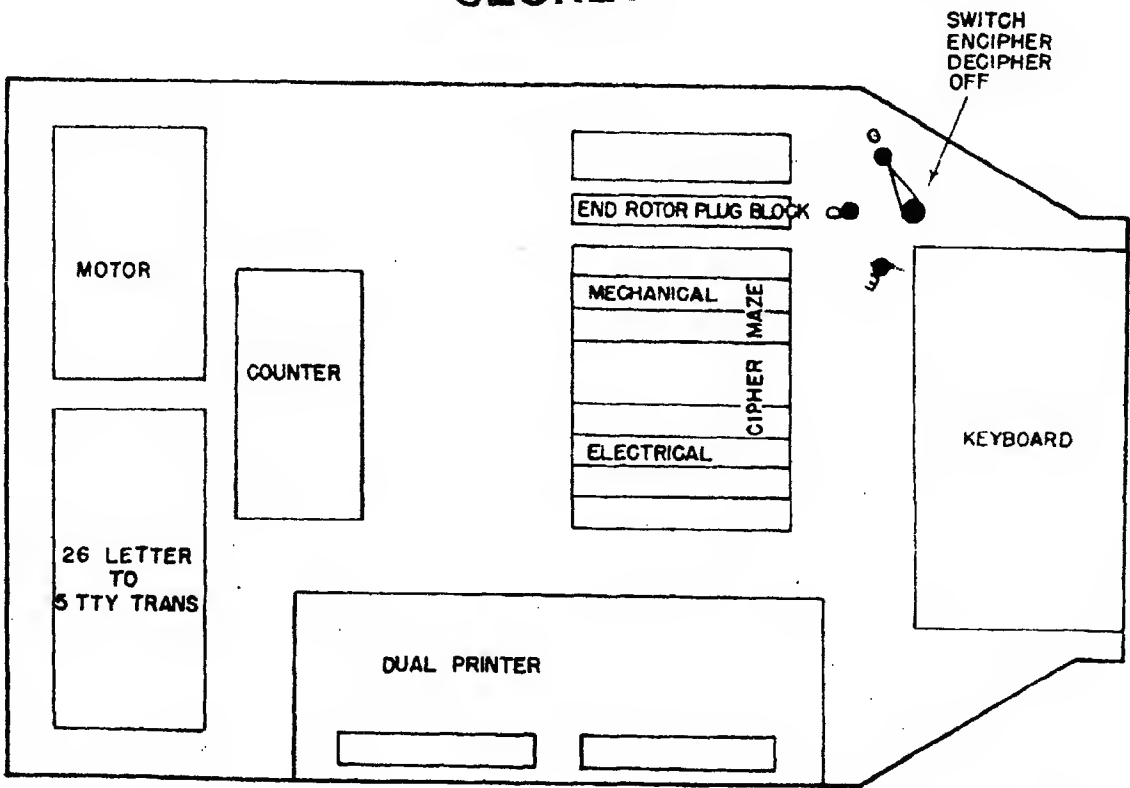 SECRET
SWITCH
ENCIPHER
DECIPHER
OFF
O
END ROTOR PLUG BLOCK
D
MOTOR
E
MECHANICAL
CIPHER MAZE
COUNTER
KEYBOARD
ELECTRICAL
26 LETTER
TO
5 TTY TRANS
DUAL PRINTER